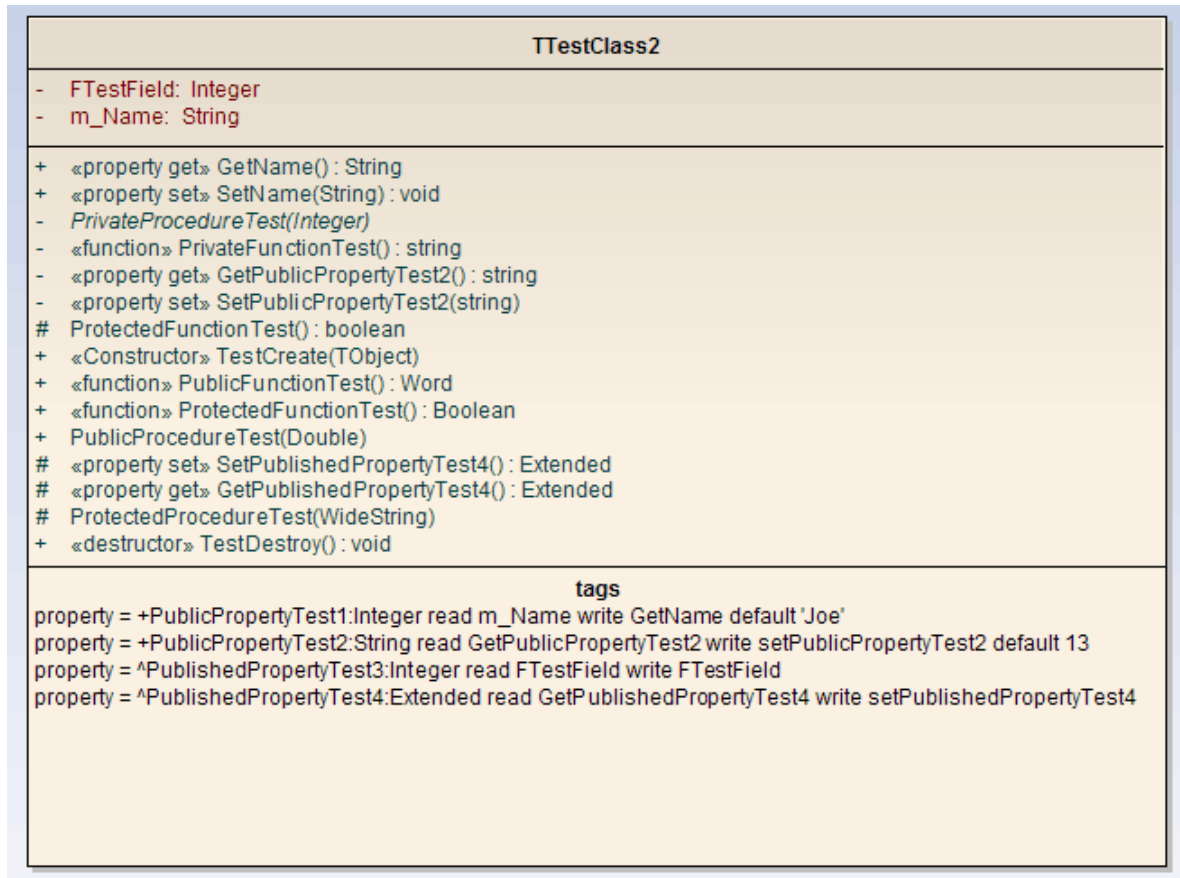 TTestClass2
- FTestField: Integer
- m_Name: String
+ «property get» GetName() : String
+ «property set» SetName(String) : void
- PrivateProcedureTest(Integer)
- «function» PrivateFunctionTest() : string
- «property get» GetPublicPropertyTest2() : string
- «property set» SetPublicPropertyTest2(string)
# ProtectedFunctionTest() : boolean
+ «Constructor» TestCreate(TObject)
+ «function» PublicFunctionTest() : Word
+ «function» ProtectedFunctionTest() : Boolean
+ PublicProcedureTest(Double)
# «property set» SetPublishedPropertyTest4() : Extended
# «property get» GetPublishedPropertyTest4() : Extended
# ProtectedProcedureTest(WideString)
+ «destructor» TestDestroy() : void
tags
property = +PublicPropertyTest1:Integer read m_Name write GetName default 'Joe'
property = +PublicPropertyTest2:String read GetPublicPropertyTest2 write setPublicPropertyTest2 default 13
property = ^PublishedPropertyTest3:Integer read FTestField write FTestField
property = ^PublishedPropertyTest4:Extended read GetPublishedPropertyTest4 write setPublishedPropertyTest4